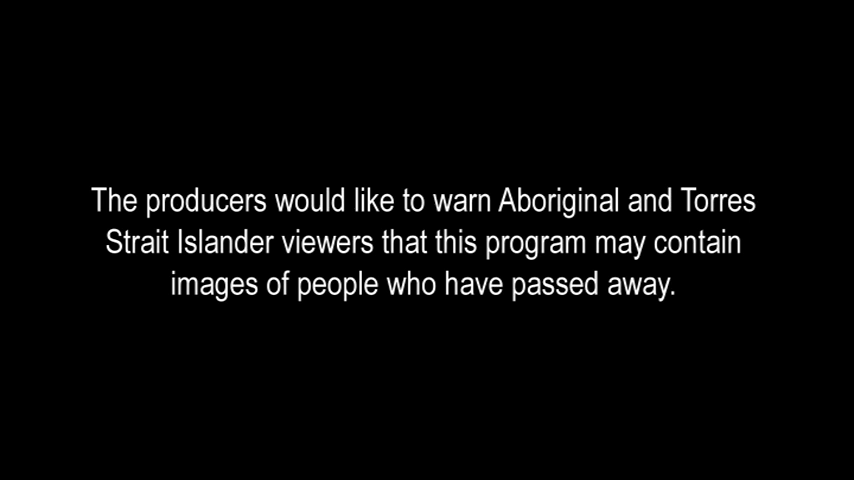 The producers would like to warn Aboriginal and Torres
Strait Islander viewers that this program may contain
images of people who have passed away.